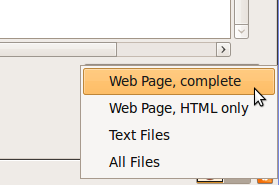 Web Page, complete
Web Page, HTML only
Text Files
All Files